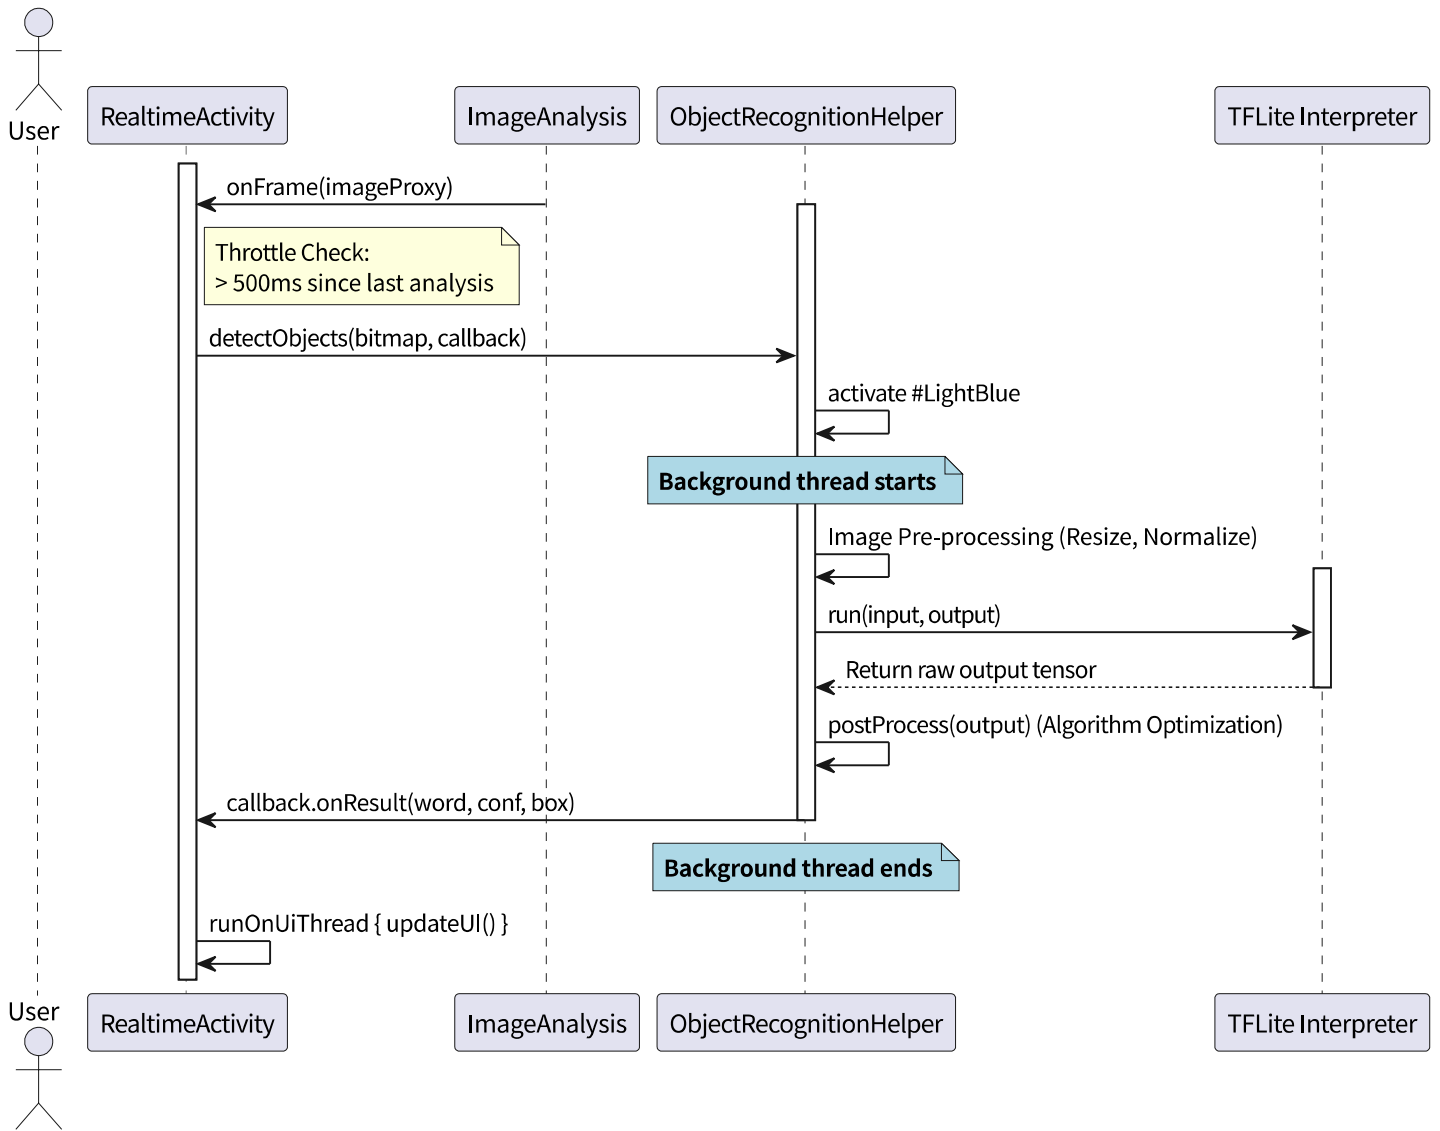 User
RealtimeActivity
ImageAnalysis
ObjectRecognitionHelper
TFLite Interpreter
onFrame(imageProxy)
Throttle Check:
> 500ms since last analysis
detectObjects(bitmap, callback)
activate #LightBlue
Background thread starts
Image Pre-processing (Resize, Normalize)
run(input, output)
Return raw output tensor
postProcess(output) (Algorithm Optimization)
callback.onResult(word, conf, box)
Background thread ends
runOnUiThread { updateUI() }
User
RealtimeActivity
ImageAnalysis
ObjectRecognitionHelper
TFLite Interpreter